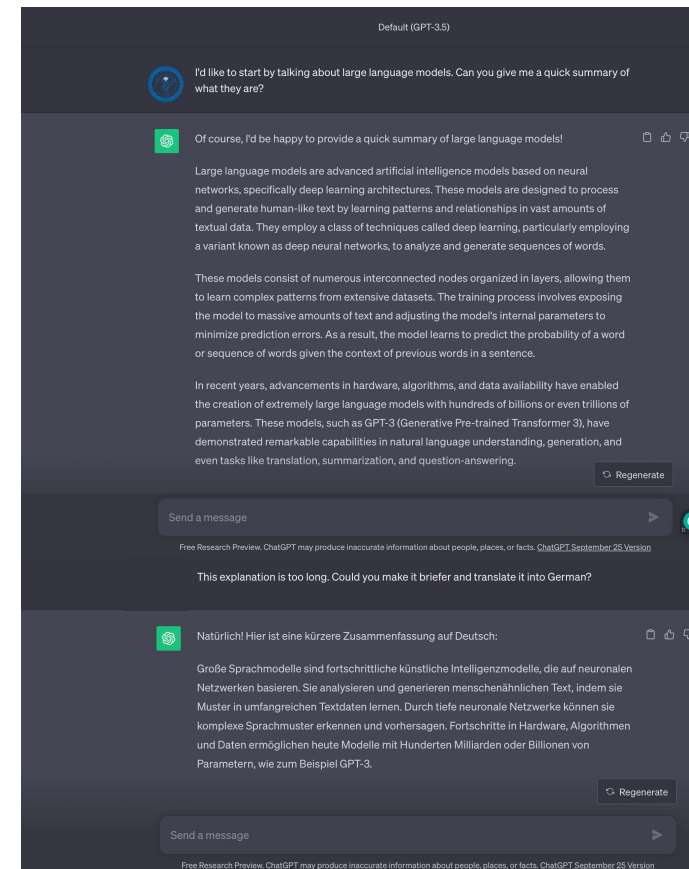 Default (GPT-3.5)
I'd like to start by talking about large language models. Can you give me a quick summary of
what they are?
Of course, I'd be happy to provide a quick summary of large language models!
Large language models are advanced artificial intelligence models based on neural
networks, specifically deep learning architectures. These models are designed to process
and generate human-like text by learning patterns and relationships in vast amounts of
textual data. They employ a class of techniques called deep learning, particularly employing
a variant known as deep neural networks, to analyze and generate sequences of words.
These models consist of numerous interconnected nodes organized in layers, allowing them
to learn complex patterns from extensive datasets. The training process involves exposing
the model to massive amounts of text and adjusting the model's internal parameters to
minimize prediction errors. As a result, the model learns to predict the probability of a word
or sequence of words given the context of previous words in a sentence.
In recent years, advancements in hardware, algorithms, and data availability have enabled
the creation of extremely large language models with hundreds of billions or even trillions of
parameters. These models, such as GPT-3 (Generative Pre-trained Transformer 3), have
demonstrated remarkable capabilities in natural language understanding, generation, and
even tasks like translation, summarization, and question-answering.
Regenerate
Send a message
Free Research Preview. ChatGPT may produce inaccurate information about people, places, or facts. ChatGPT September 25 Version
This explanation is too long. Could you make it briefer and translate it into German?
Natürlich! Hier ist eine kürzere Zusammenfassung auf Deutsch:
Große Sprachmodelle sind fortschrittliche künstliche Intelligenzmodelle, die auf neuronalen
Netzwerken basieren. Sie analysieren und generieren menschenähnlichen Text, indem sie
Muster in umfangreichen Textdaten lernen. Durch tiefe neuronale Netzwerke können sie
komplexe Sprachmuster erkennen und vorhersagen. Fortschritte in Hardware, Algorithmen
und Daten ermöglichen heute Modelle mit Hunderten Milliarden oder Billionen von
Parametern, wie zum Beispiel GPT-3.
Regenerate
Send a message
Free Research Preview. ChatGPT may produce inaccurate information about people, places, or facts. ChatGPT September 25 Version